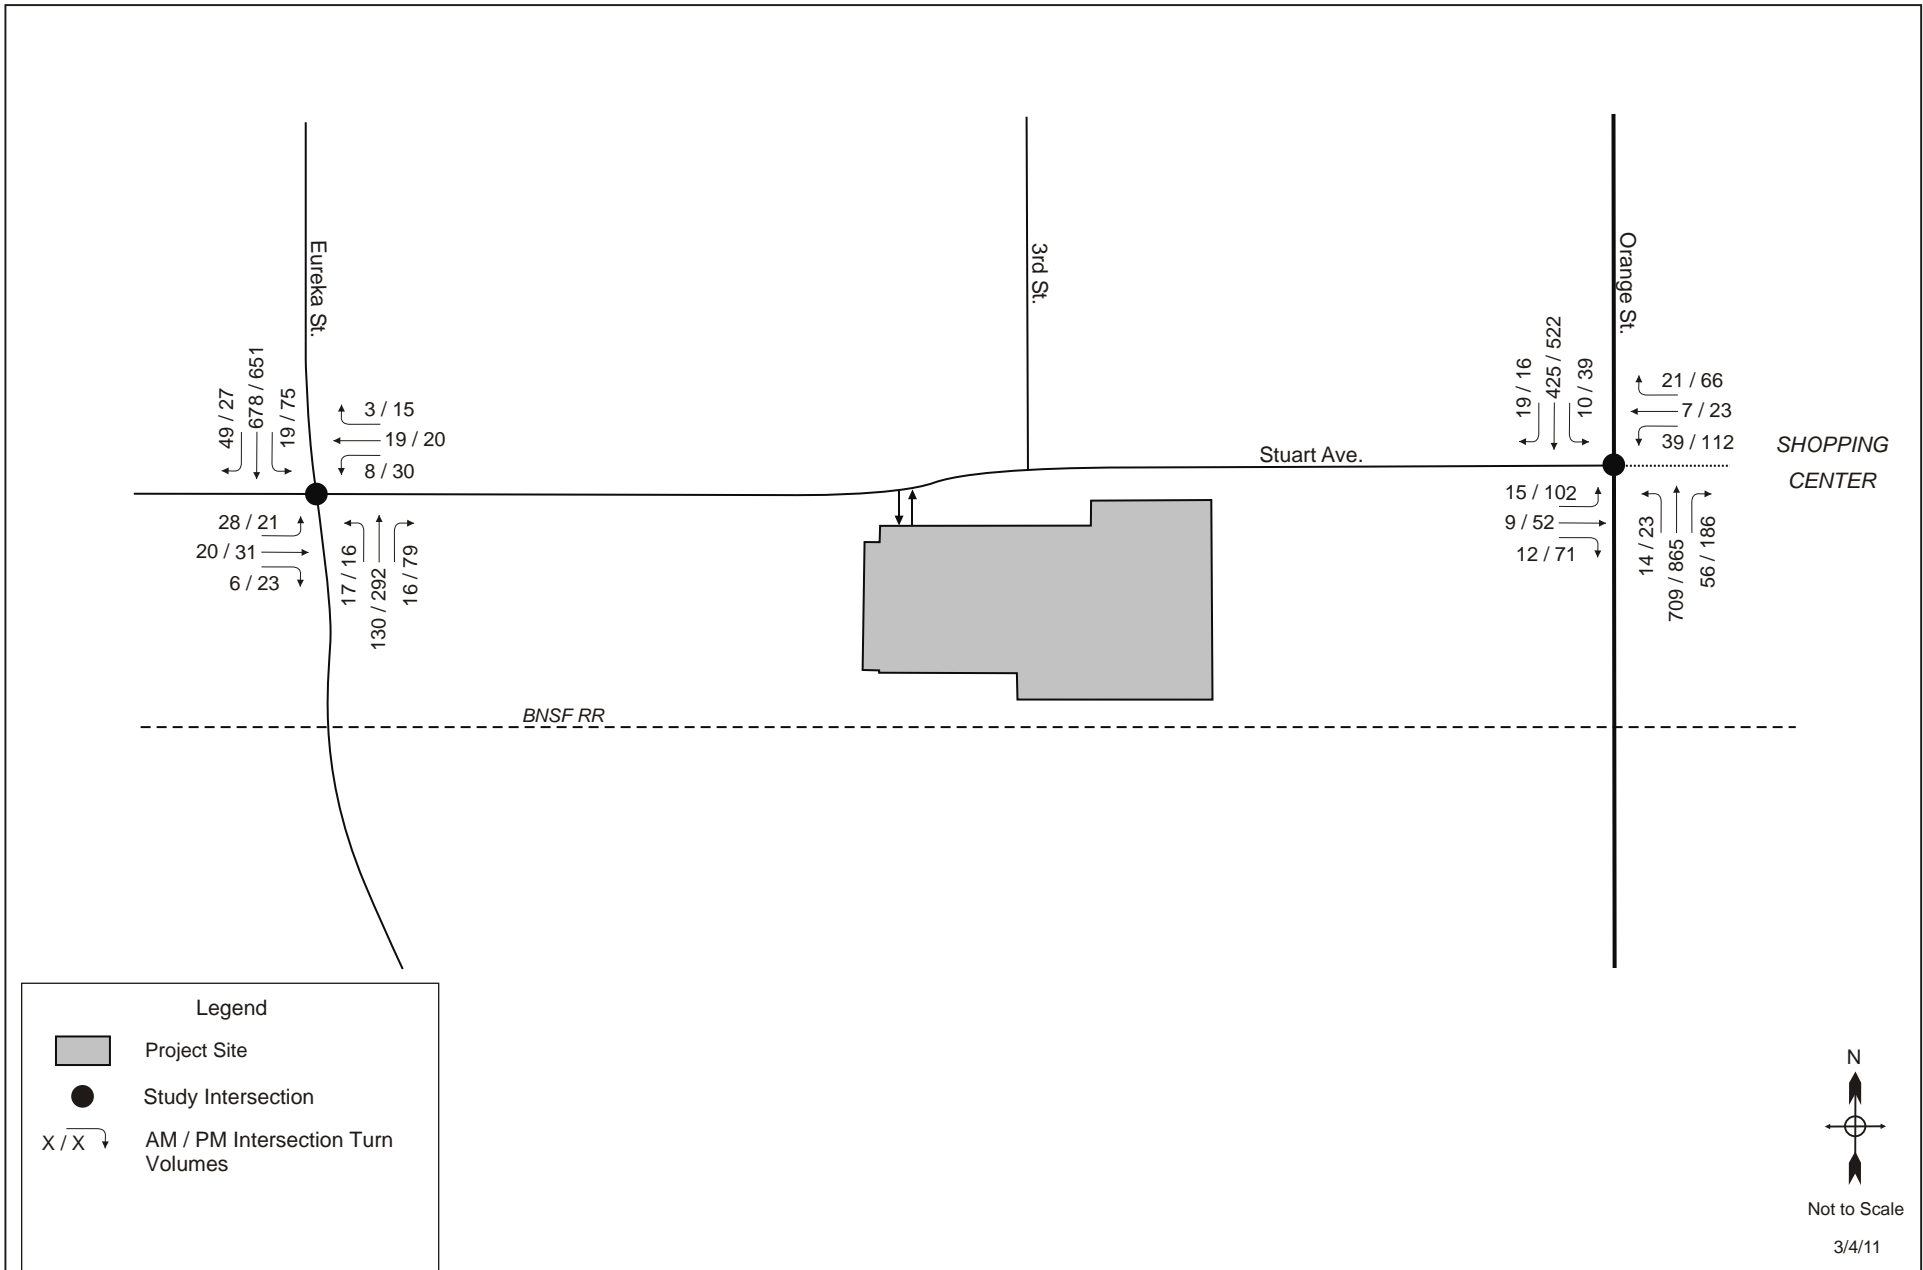 Eureka St.
3rd St.
Orange St.
49 / 27
678 / 651
19 / 75
3 / 15
19 / 20
8 / 30
28 / 21
20 / 31
6 / 23
17 / 16
130 / 292
16 / 79
Stuart Ave.
19 / 16
425 / 522
10 / 39
21 / 66
7 / 23
39 / 112
15 / 102
9 / 52
12 / 71
14 / 23
709 / 865
56 / 186
SHOPPING
CENTER
BNSF RR
Legend
Project Site
Study Intersection
X / X
AM / PM Intersection Turn
Volumes
N
Not to Scale
3/4/11